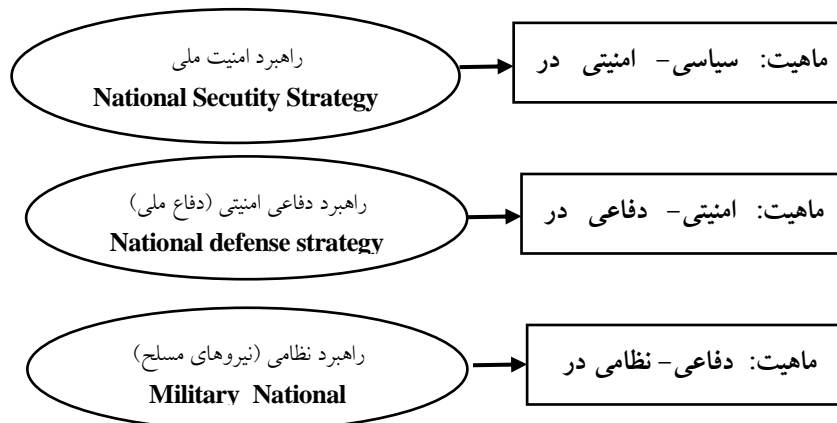 راهبرد امنیت ملی
National Secutity Strategy
ماهیت: سیاسی- امنیتی در
راهبرد دفاعی امنیتی (دفاع ملی)
National defense strategy
ماهیت: امنیتی- دفاعی در
راهبرد نظامی (نیروهای مسلح)
Military National
ماهیت: دفاعی- نظامی در